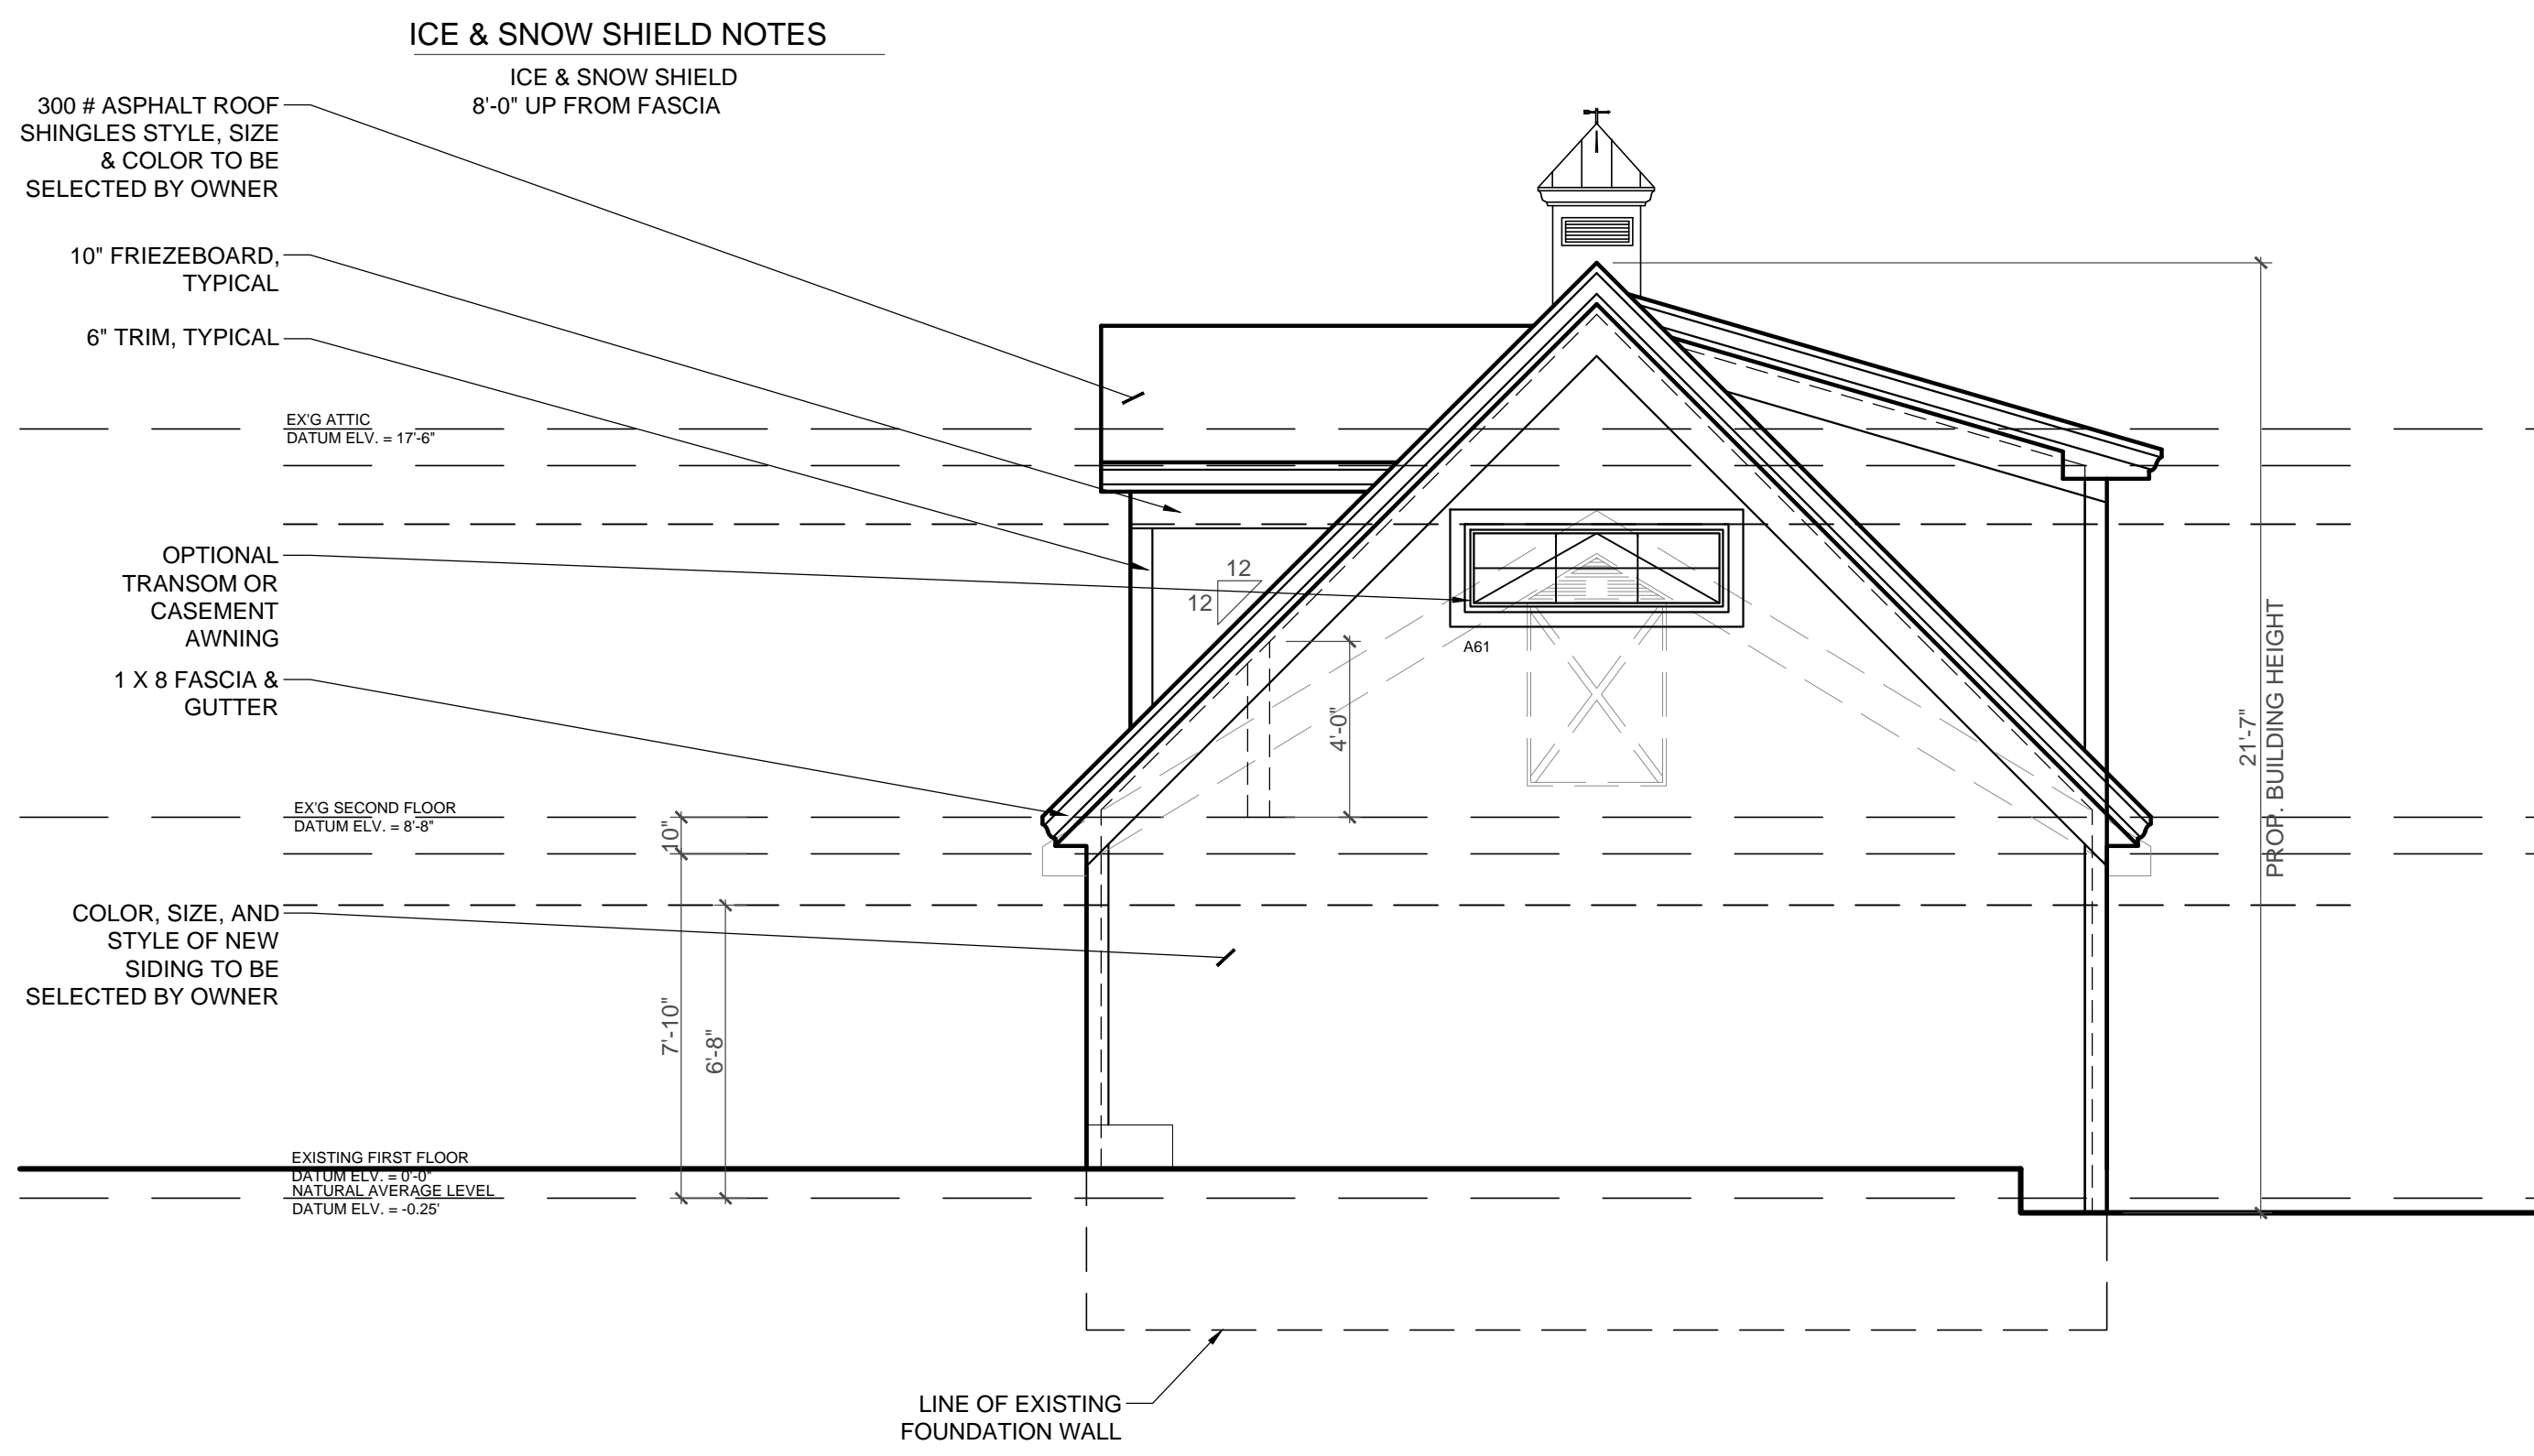 ICE & SNOW SHIELD NOTES
ICE & SNOW SHIELD
8'-0" UP FROM FASCIA
300 # ASPHALT ROOF
SHINGLES STYLE, SIZE
& COLOR TO BE
SELECTED BY OWNER
10" FRIEZEBOARD,
TYPICAL
6" TRIM, TYPICAL
EX'G ATTIC
DATUM ELV. = 17'-6"
OPTIONAL
TRANSOM OR
CASEMENT
AWNING
12
12
A61
1 X 8 FASCIA &
GUTTER
4'-0"
21'-7"
PROP. BUILDING HEIGHT
EX'G SECOND FLOOR
DATUM ELV. = 8'-8"
10"
COLOR, SIZE, AND
STYLE OF NEW
SIDING TO BE
SELECTED BY OWNER
7'-10"
6'-8"
EXISTING FIRST FLOOR
DATUM ELV. = 0'-0"
NATURAL AVERAGE LEVEL
DATUM ELV. = -0.25'
LINE OF EXISTING
FOUNDATION WALL